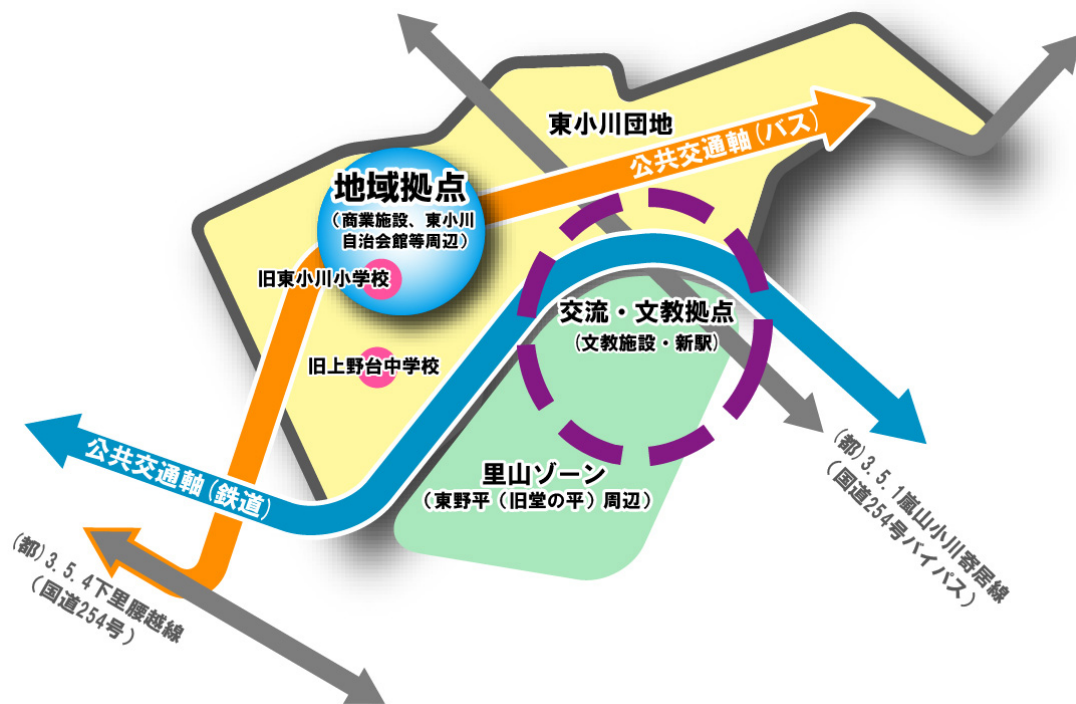 東小川団地
公共交通軸(バス)
地域拠点
(商業施設、東小川
自治会館等周辺)
旧東小川小学校
旧上野台中学校
交流・文教拠点
(文教施設・新駅)
里山ゾーン
(東野平(旧堂の平)周辺)
公共交通軸(鉄道)
(都)3.5.4下里腰越線
(国道254号)
(都)3.5.1嵐山小川寄居線
(国道254号バイパス)